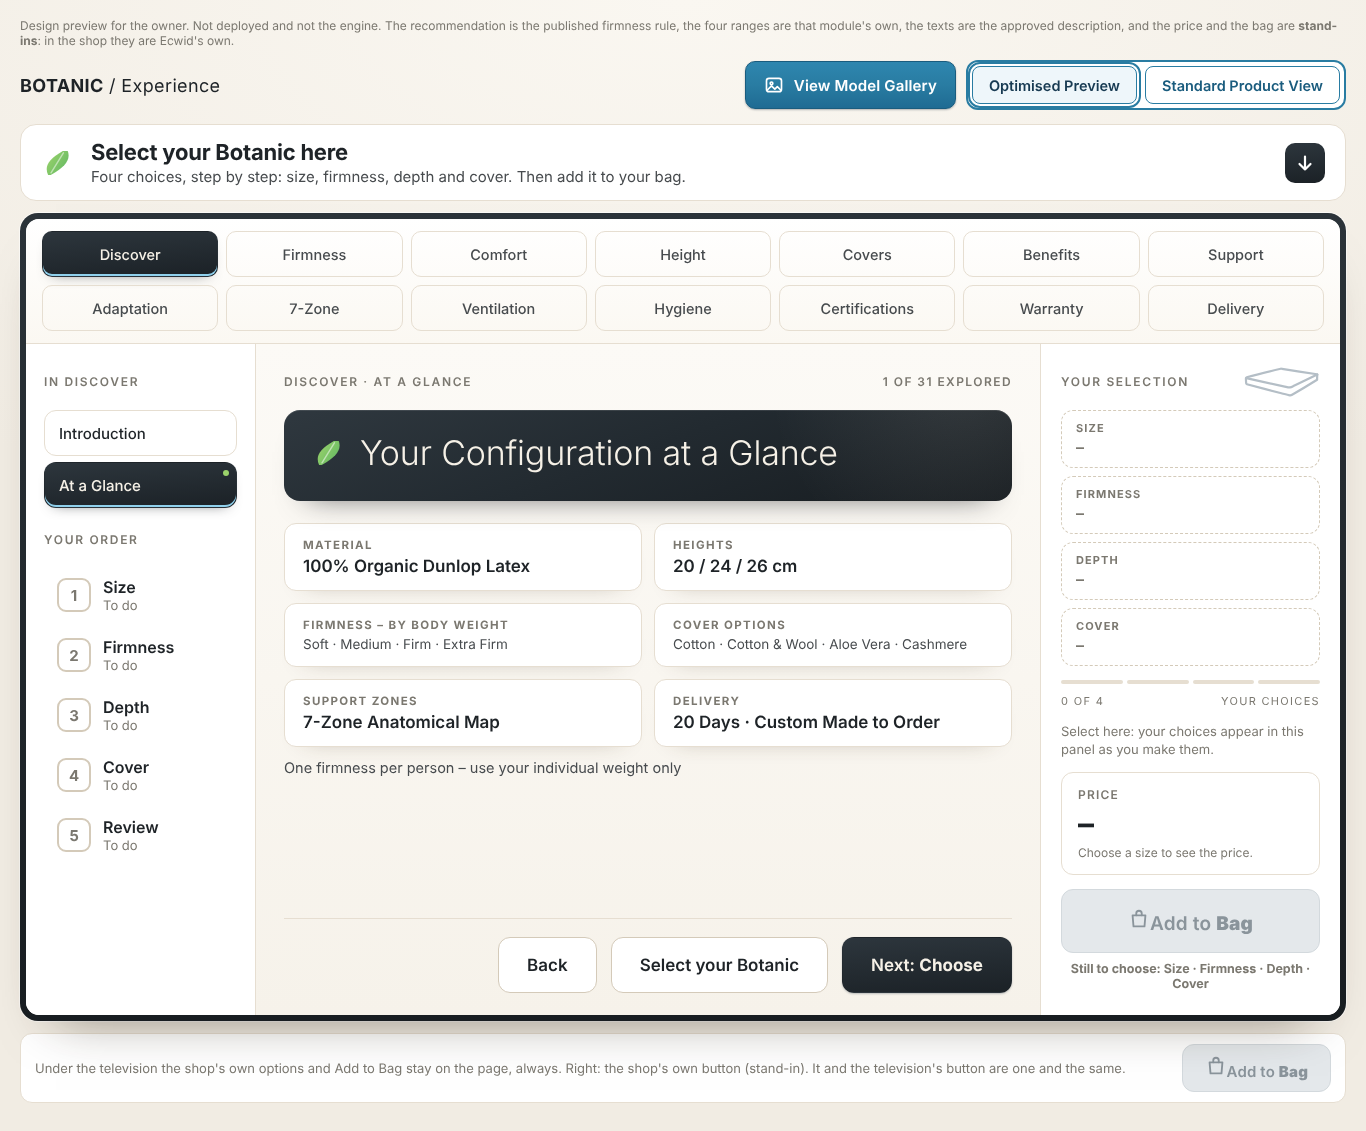 Design preview for the owner. Not deployed and not the engine. The recommendation is the published firmness rule, the four ranges are that module's own, the texts are the approved description, and the price and the bag are stand-
ins: in the shop they are Ecwid's own.
BOTANIC / Experience
View Model Gallery
Optimised Preview
Standard Product View
Select your Botanic here
Four choices, step by step: size, firmness, depth and cover. Then add it to your bag.
Discover
Firmness
Comfort
Height
Covers
Benefits
Support
Adaptation
7-Zone
Ventilation
Hygiene
Certifications
Warranty
Delivery
IN DISCOVER
Introduction
At a Glance
YOUR ORDER
1
Size
To do
2
Firmness
To do
3
Depth
To do
4
Cover
To do
5
Review
To do
DISCOVER · AT A GLANCE
1 OF 31 EXPLORED
Your Configuration at a Glance
MATERIAL
100% Organic Dunlop Latex
HEIGHTS
20 / 24 / 26 cm
FIRMNESS – BY BODY WEIGHT
Soft · Medium · Firm · Extra Firm
COVER OPTIONS
Cotton · Cotton & Wool · Aloe Vera · Cashmere
SUPPORT ZONES
7-Zone Anatomical Map
DELIVERY
20 Days · Custom Made to Order
One firmness per person – use your individual weight only
Back
Select your Botanic
Next: Choose
YOUR SELECTION
SIZE
–
FIRMNESS
–
DEPTH
–
COVER
–
0 OF 4
YOUR CHOICES
Select here: your choices appear in this
panel as you make them.
PRICE
–
Choose a size to see the price.
Add to Bag
Still to choose: Size · Firmness · Depth ·
Cover
Under the television the shop's own options and Add to Bag stay on the page, always. Right: the shop's own button (stand-in). It and the television's button are one and the same.
Add to Bag